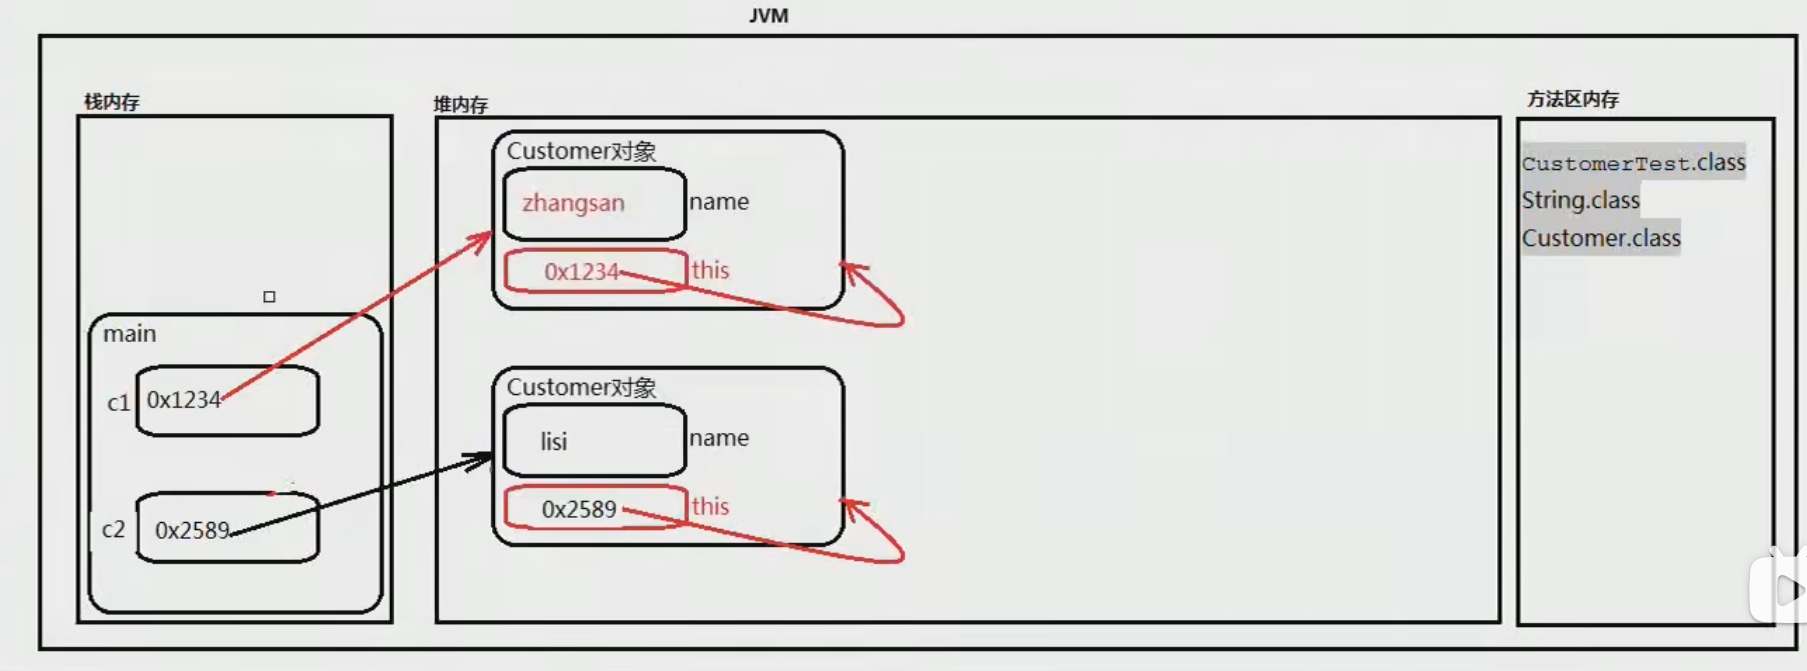 JVM
栈内存
堆内存
方法区内存
main
c1 0x1234
c2 0x2589
Customer对象
zhangsan name
0x1234 this
Customer对象
lisi name
0x2589 this
CustomerTest.class
String.class
Customer.class